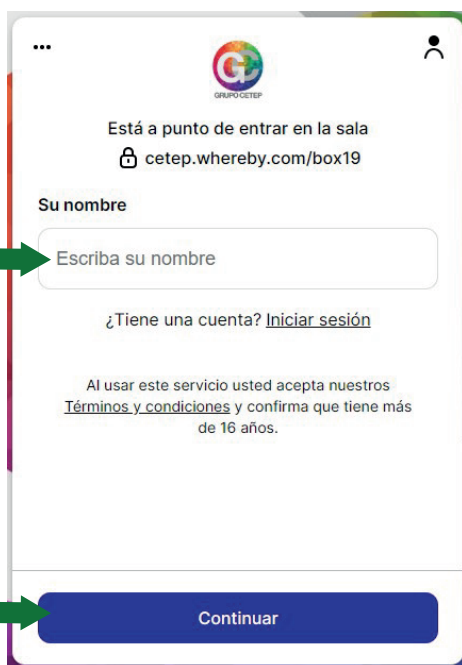 GC
GRUPO CETEP
Está a punto de entrar en la sala
cetep.whereby.com/box19
Su nombre
Escriba su nombre
¿Tiene una cuenta? Iniciar sesión
Al usar este servicio usted acepta nuestros
Términos y condiciones y confirma que tiene más
de 16 años.
Continuar